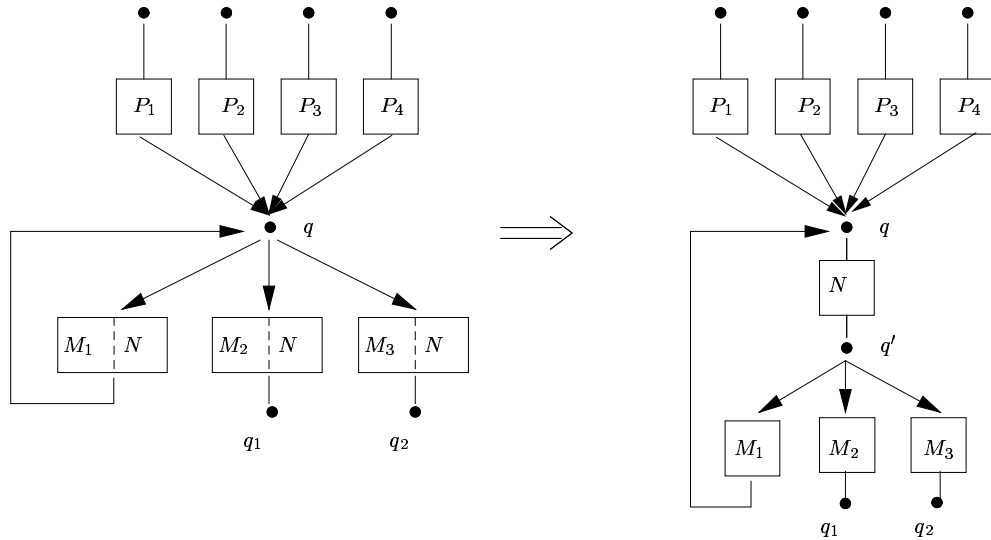 P1 P2 P3 P4 P1 P2 P3 P4
q q
N
M1 N M2 N M3 N
q'
q1 q2
M1 M2 M3
q1 q2